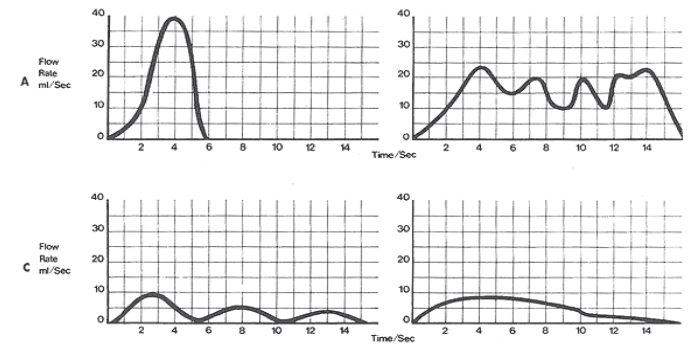 40 40
Flow 30 30
Rate
A ml/Sec 20 20
10 10
0 0
2 4 6 8 10 12 14 2 4 6 8 10 12 14
Time/Sec
40 40
30 30
Flow
Rate 20 20
C ml/Sec
10 10
0 0
2 4 6 8 10 12 14 2 4 6 8 10 12 14
Time/Sec